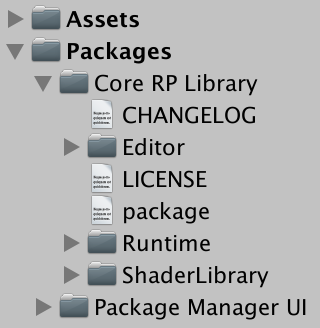 Assets
Packages
Core RP Library
CHANGELOG
Editor
LICENSE
package
Runtime
ShaderLibrary
Package Manager UI